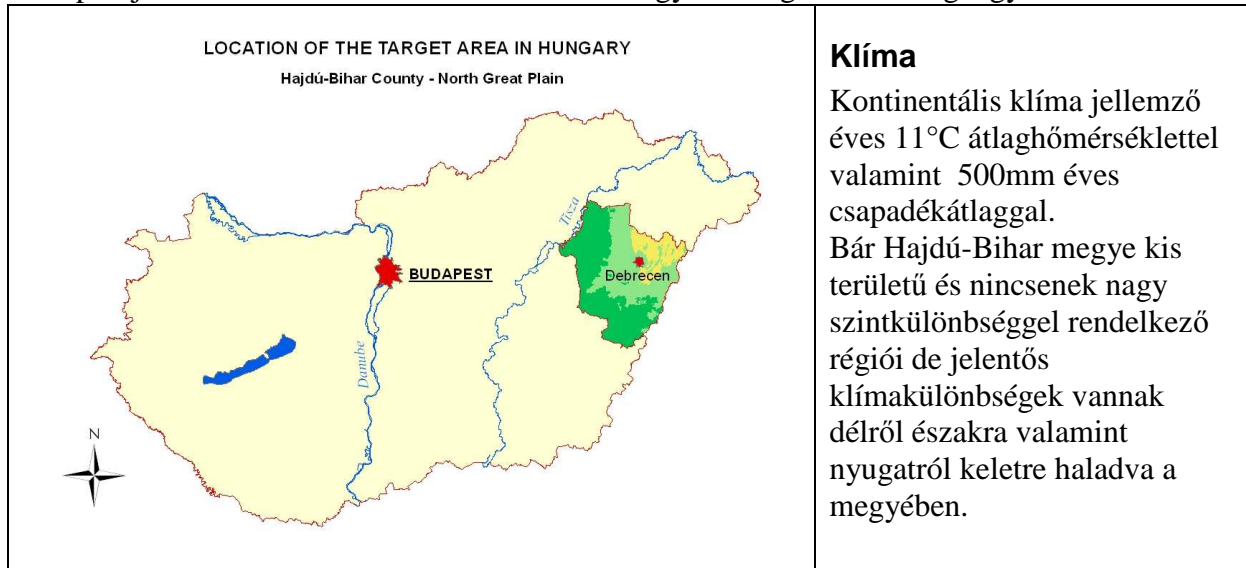 LOCATION OF THE TARGET AREA IN HUNGARY
Hajdú-Bihar County - North Great Plain
Tisza
Debrecen
BUDAPEST
Danube
N
Klíma
Kontinentális klíma jellemző
éves 11°C átlaghőmérséklettel
valamint 500mm éves
csapadékátlaggal.
Bár Hajdú-Bihar megye kis
területű és nincsenek nagy
szintkülönbséggel rendelkező
régiói de jelentős
klímakülönbségek vannak
délről északra valamint
nyugatról keletre haladva a
megyében.